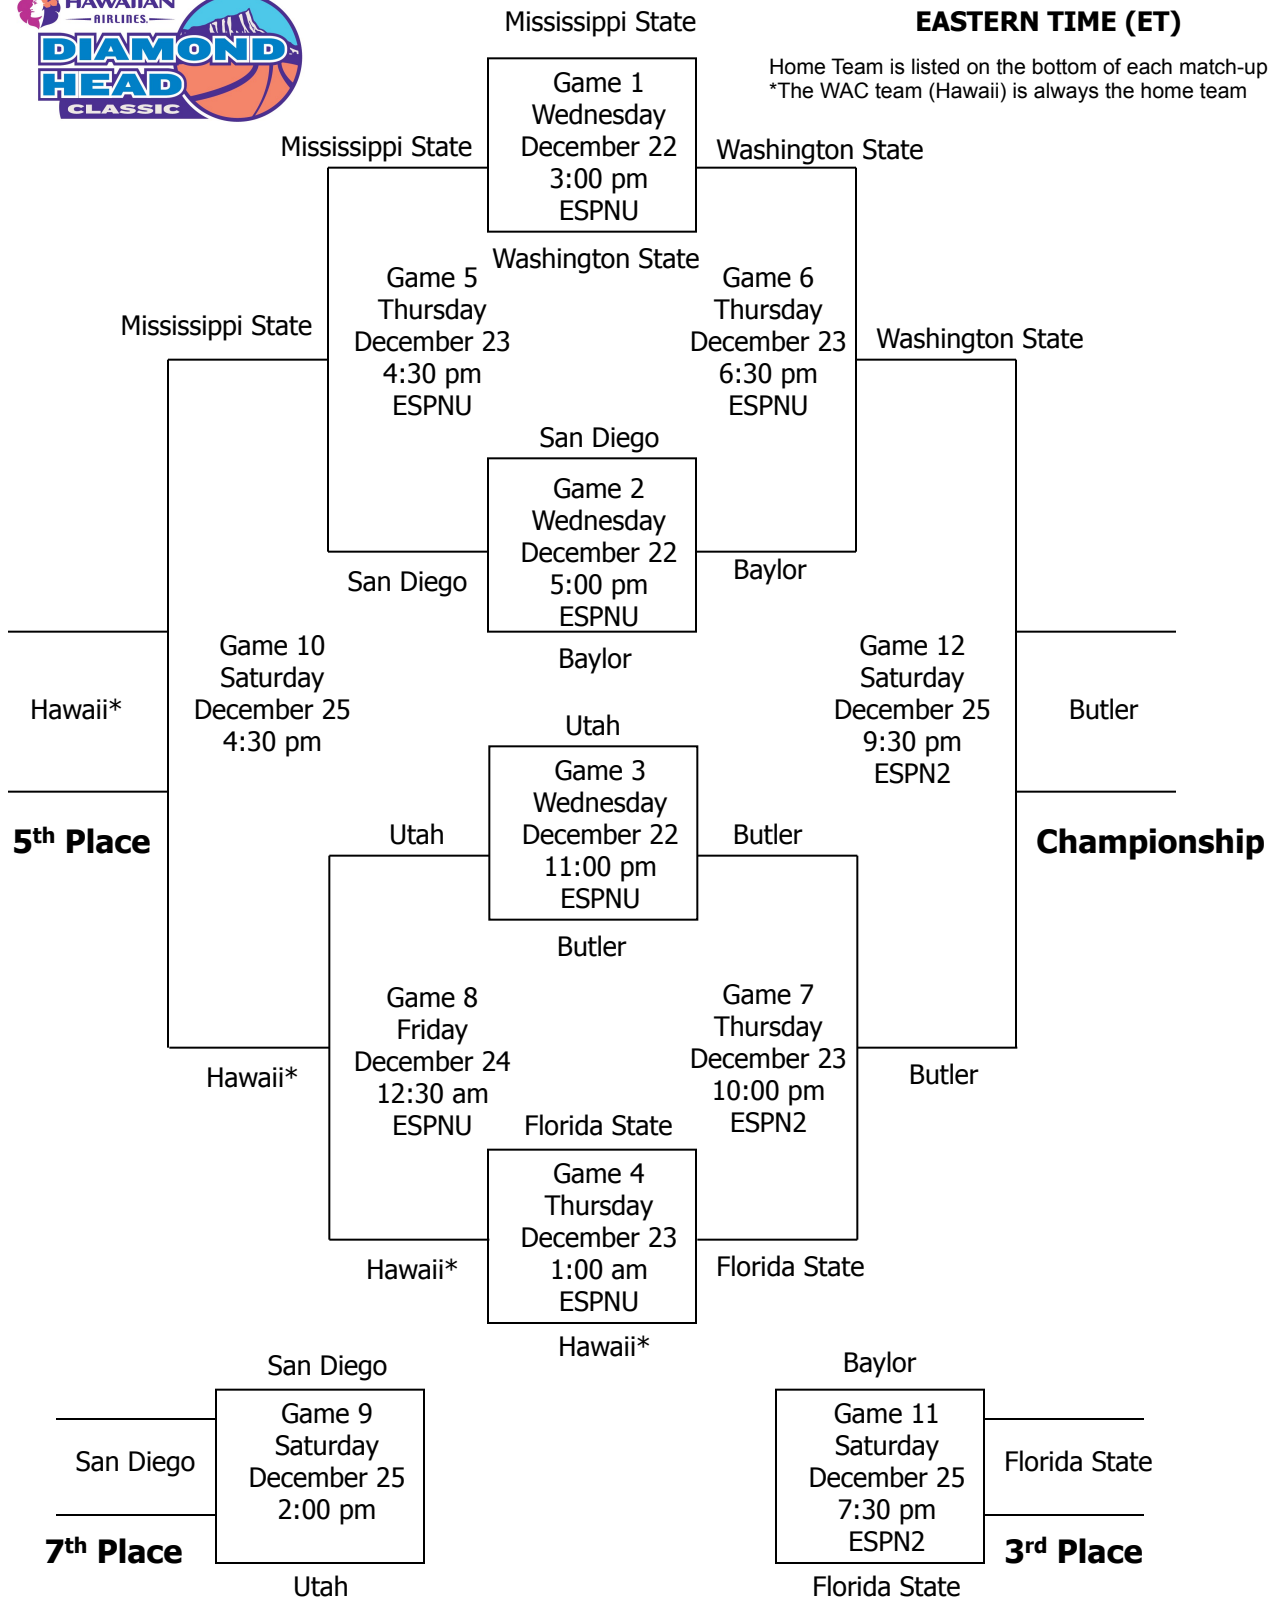 HAWAIIAN
AIRLINES.
DIAMOND
HEAD
CLASSIC
EASTERN TIME (ET)
Home Team is listed on the bottom of each match-up
*The WAC team (Hawaii) is always the home team
Mississippi State
Game 1
Wednesday
December 22
3:00 pm
ESPNU
Washington State
Mississippi State
Washington State
Game 5
Thursday
December 23
4:30 pm
ESPNU
Game 6
Thursday
December 23
6:30 pm
ESPNU
Mississippi State
Washington State
San Diego
Game 2
Wednesday
December 22
5:00 pm
ESPNU
Baylor
San Diego
Baylor
Game 10
Saturday
December 25
4:30 pm
Hawaii*
5th Place
Game 12
Saturday
December 25
9:30 pm
ESPN2
Butler
Championship
Utah
Game 3
Wednesday
December 22
11:00 pm
ESPNU
Butler
Utah
Butler
Game 8
Friday
December 24
12:30 am
ESPNU
Game 7
Thursday
December 23
10:00 pm
ESPN2
Hawaii*
Butler
Florida State
Game 4
Thursday
December 23
1:00 am
ESPNU
Hawaii*
Hawaii*
Florida State
San Diego
Game 9
Saturday
December 25
2:00 pm
Utah
San Diego
7th Place
Baylor
Game 11
Saturday
December 25
7:30 pm
ESPN2
Florida State
Florida State
3rd Place